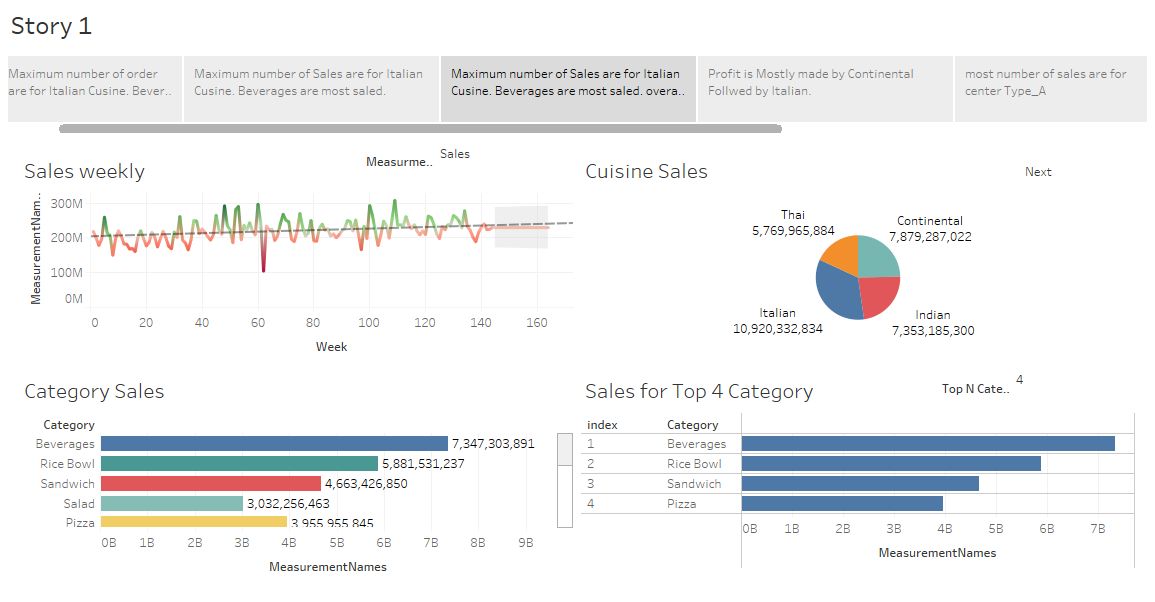 Story 1
Maximum number of order
are for Italian Cusine. Bever..
Maximum number of Sales are for Italian
Cusine. Beverages are most saled.
Maximum number of Sales are for Italian
Cusine. Beverages are most saled. overa..
Profit is Mostly made by Continental
Follwed by Italian.
most number of sales are for
center Type_A
Sales weekly
Measurme..
Sales
MeasurementNam..
300M
200M
100M
0M
0 20 40 60 80 100 120 140 160
Week
Cuisine Sales
Next
Thai
5,769,965,884
Continental
7,879,287,022
Italian
10,920,332,834
Indian
7,353,185,300
Category Sales
Category
Beverages 7,347,303,891
Rice Bowl 5,881,531,237
Sandwich 4,663,426,850
Salad 3,032,256,463
Pizza 3,955,955,845
0B 1B 2B 3B 4B 5B 6B 7B 8B 9B
MeasurementNames
Sales for Top 4 Category
Top N Cate..
4
index Category
1 Beverages
2 Rice Bowl
3 Sandwich
4 Pizza
0B 1B 2B 3B 4B 5B 6B 7B
MeasurementNames